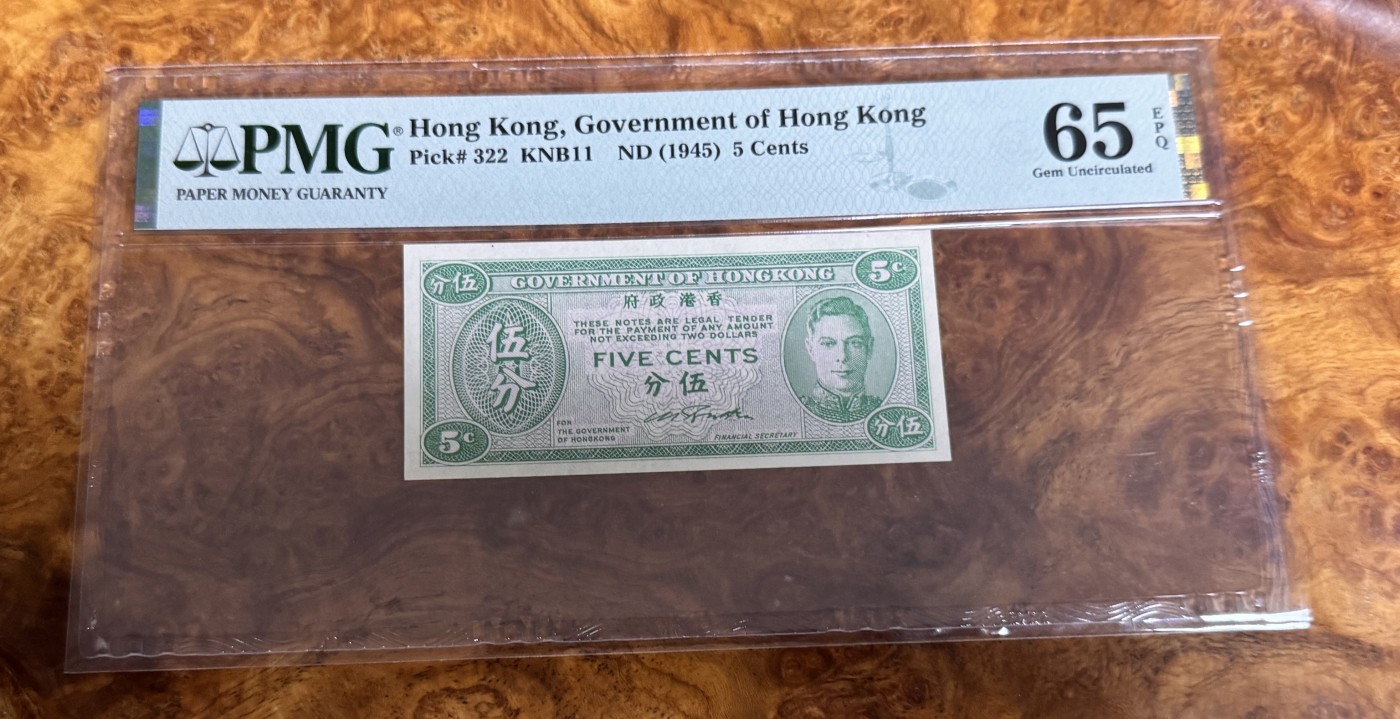 PMG®
PAPER MONEY GUARANTY
Hong Kong, Government of Hong Kong
Pick# 322 KNB11 ND (1945) 5 Cents
65
EPQ
Gem Uncirculated
分伍
GOVERNMENT OF HONGKONG
5¢
府政港香
THESE NOTES ARE LEGAL TENDER
FOR THE PAYMENT OF ANY AMOUNT
NOT EXCEEDING TWO DOLLARS
伍分
FIVE CENTS
分伍
FOR
THE GOVERNMENT
OF HONGKONG
FINANCIAL SECRETARY
5¢
分伍